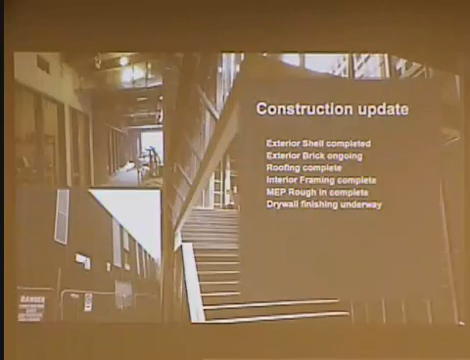 Construction update
Exterior Shell completed
Exterior Brick ongoing
Roofing complete
Interior Framing complete
MEP Rough in complete
Drywall finishing underway
DANGER